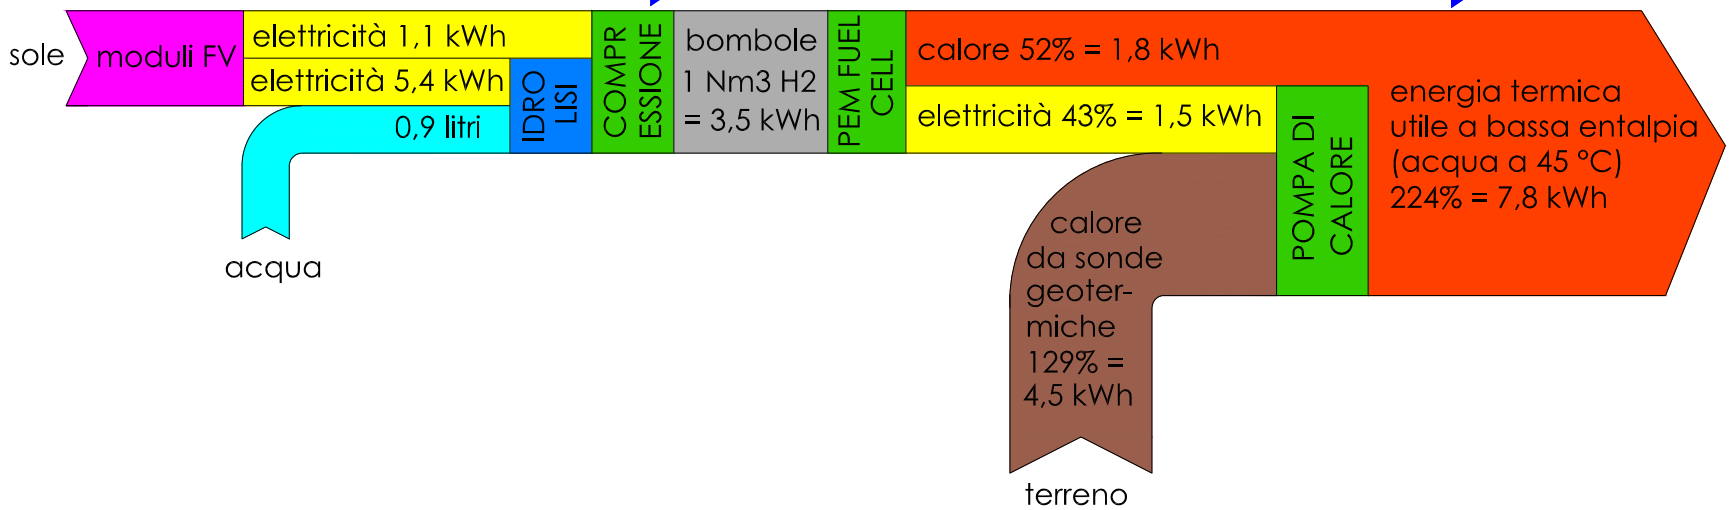 sole
moduli FV
elettricità 1,1 kWh
elettricità 5,4 kWh
0,9 litri
acqua
IDRO
LISI
COMPR
ESSIONE
bombole
1 Nm3 H2
= 3,5 kWh
PEM FUEL
CELL
calore 52% = 1,8 kWh
elettricità 43% = 1,5 kWh
calore
da sonde
geoter-
miche
129% =
4,5 kWh
terreno
POMPA DI
CALORE
energia termica
utile a bassa entalpia
(acqua a 45 °C)
224% = 7,8 kWh